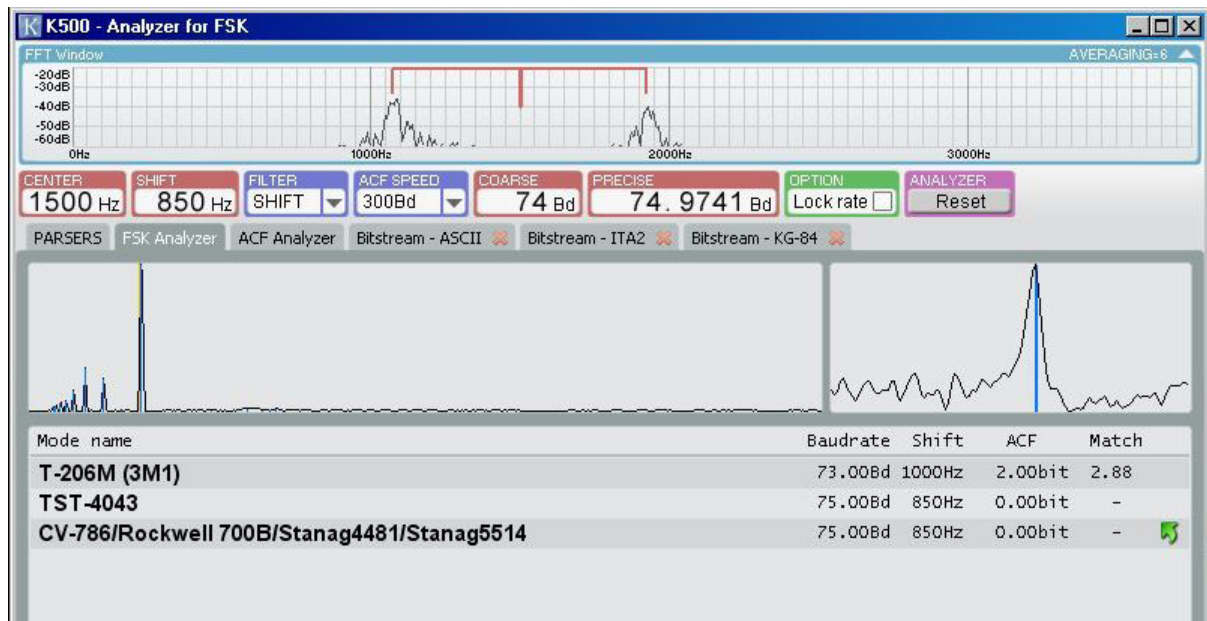 K K500 - Analyzer for FSK
FFT Window AVERAGING=6
-20dB
-30dB
-40dB
-50dB
-60dB
0Hz 1000Hz 2000Hz 3000Hz
CENTER SHIFT FILTER ACF SPEED COARSE PRECISE OPTION ANALYZER
1500 Hz 850 Hz SHIFT 300Bd 74 Bd 74.9741 Bd Lock rate Reset
PARSERS FSK Analyzer ACF Analyzer Bitstream - ASCII Bitstream - ITA2 Bitstream - KG-84
Mode name Baudrate Shift ACF Match
T-206M (3M1) 73.00Bd 1000Hz 2.00bit 2.88
TST-4043 75.00Bd 850Hz 0.00bit -
CV-786/Rockwell 700B/Stanag4481/Stanag5514 75.00Bd 850Hz 0.00bit -